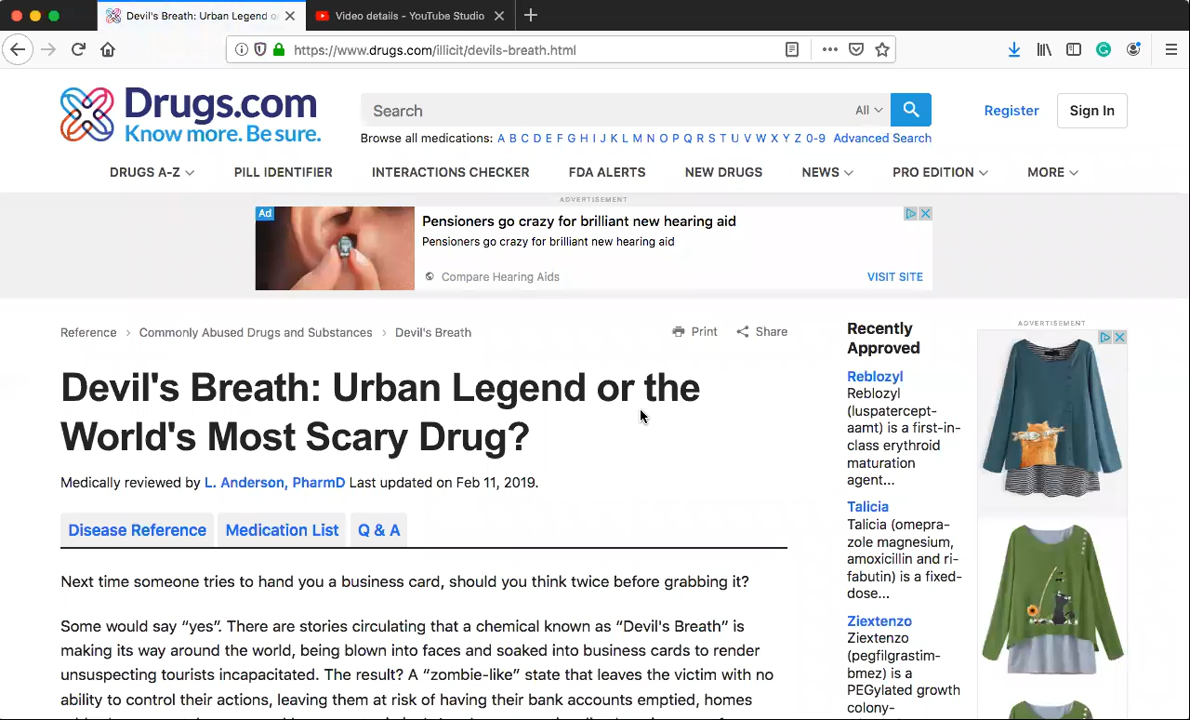 Devil's Breath: Urban Legend o
Video details - YouTube Studio
https://www.drugs.com/illicit/devils-breath.html
Drugs.com
Know more. Be sure.
Search
All
Register
Sign In
Browse all medications: A B C D E F G H I J K L M N O P Q R S T U V W X Y Z 0-9 Advanced Search
DRUGS A-Z
PILL IDENTIFIER
INTERACTIONS CHECKER
FDA ALERTS
NEW DRUGS
NEWS
PRO EDITION
MORE
ADVERTISEMENT
Ad
Pensioners go crazy for brilliant new hearing aid
Pensioners go crazy for brilliant new hearing aid
Compare Hearing Aids
VISIT SITE
Reference › Commonly Abused Drugs and Substances › Devil's Breath
Print
Share
Devil's Breath: Urban Legend or the
World's Most Scary Drug?
Medically reviewed by L. Anderson, PharmD Last updated on Feb 11, 2019.
Disease Reference
Medication List
Q & A
Next time someone tries to hand you a business card, should you think twice before grabbing it?
Some would say “yes”. There are stories circulating that a chemical known as “Devil's Breath” is
making its way around the world, being blown into faces and soaked into business cards to render
unsuspecting tourists incapacitated. The result? A “zombie-like” state that leaves the victim with no
ability to control their actions, leaving them at risk of having their bank accounts emptied, homes
Recently
Approved
Reblozyl
Reblozyl
(luspatercept-
aamt) is a first-in-
class erythroid
maturation
agent...
Talicia
Talicia (omepra-
zole magnesium,
amoxicillin and ri-
fabutin) is a fixed-
dose...
Ziextenzo
Ziextenzo
(pegfilgrastim-
bmez) is a
PEGylated growth
colony-
ADVERTISEMENT